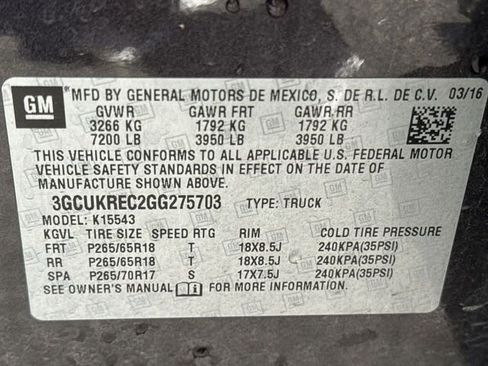 GM
MFD BY GENERAL MOTORS DE MEXICO, S. DE R.L. DE C.V. 03/16
GVWR GAWR FRT GAWR RR
3266 KG 1792 KG 1792 KG
7200 LB 3950 LB 3950 LB
THIS VEHICLE CONFORMS TO ALL APPLICABLE U.S. FEDERAL MOTOR
VEHICLE SAFETY STANDARDS IN EFFECT ON THE DATE OF
MANUFACTURE SHOWN ABOVE.
3GCUKREC2GG275703 TYPE: TRUCK
MODEL: K15543
KGVL TIRE SIZE SPEED RTG RIM COLD TIRE PRESSURE
FRT P265/65R18 T 18X8.5J 240KPA(35PSI)
RR P265/65R18 T 18X8.5J 240KPA(35PSI)
SPA P265/70R17 S 17X7.5J 240KPA(35PSI)
SEE OWNER'S MANUAL FOR MORE INFORMATION.